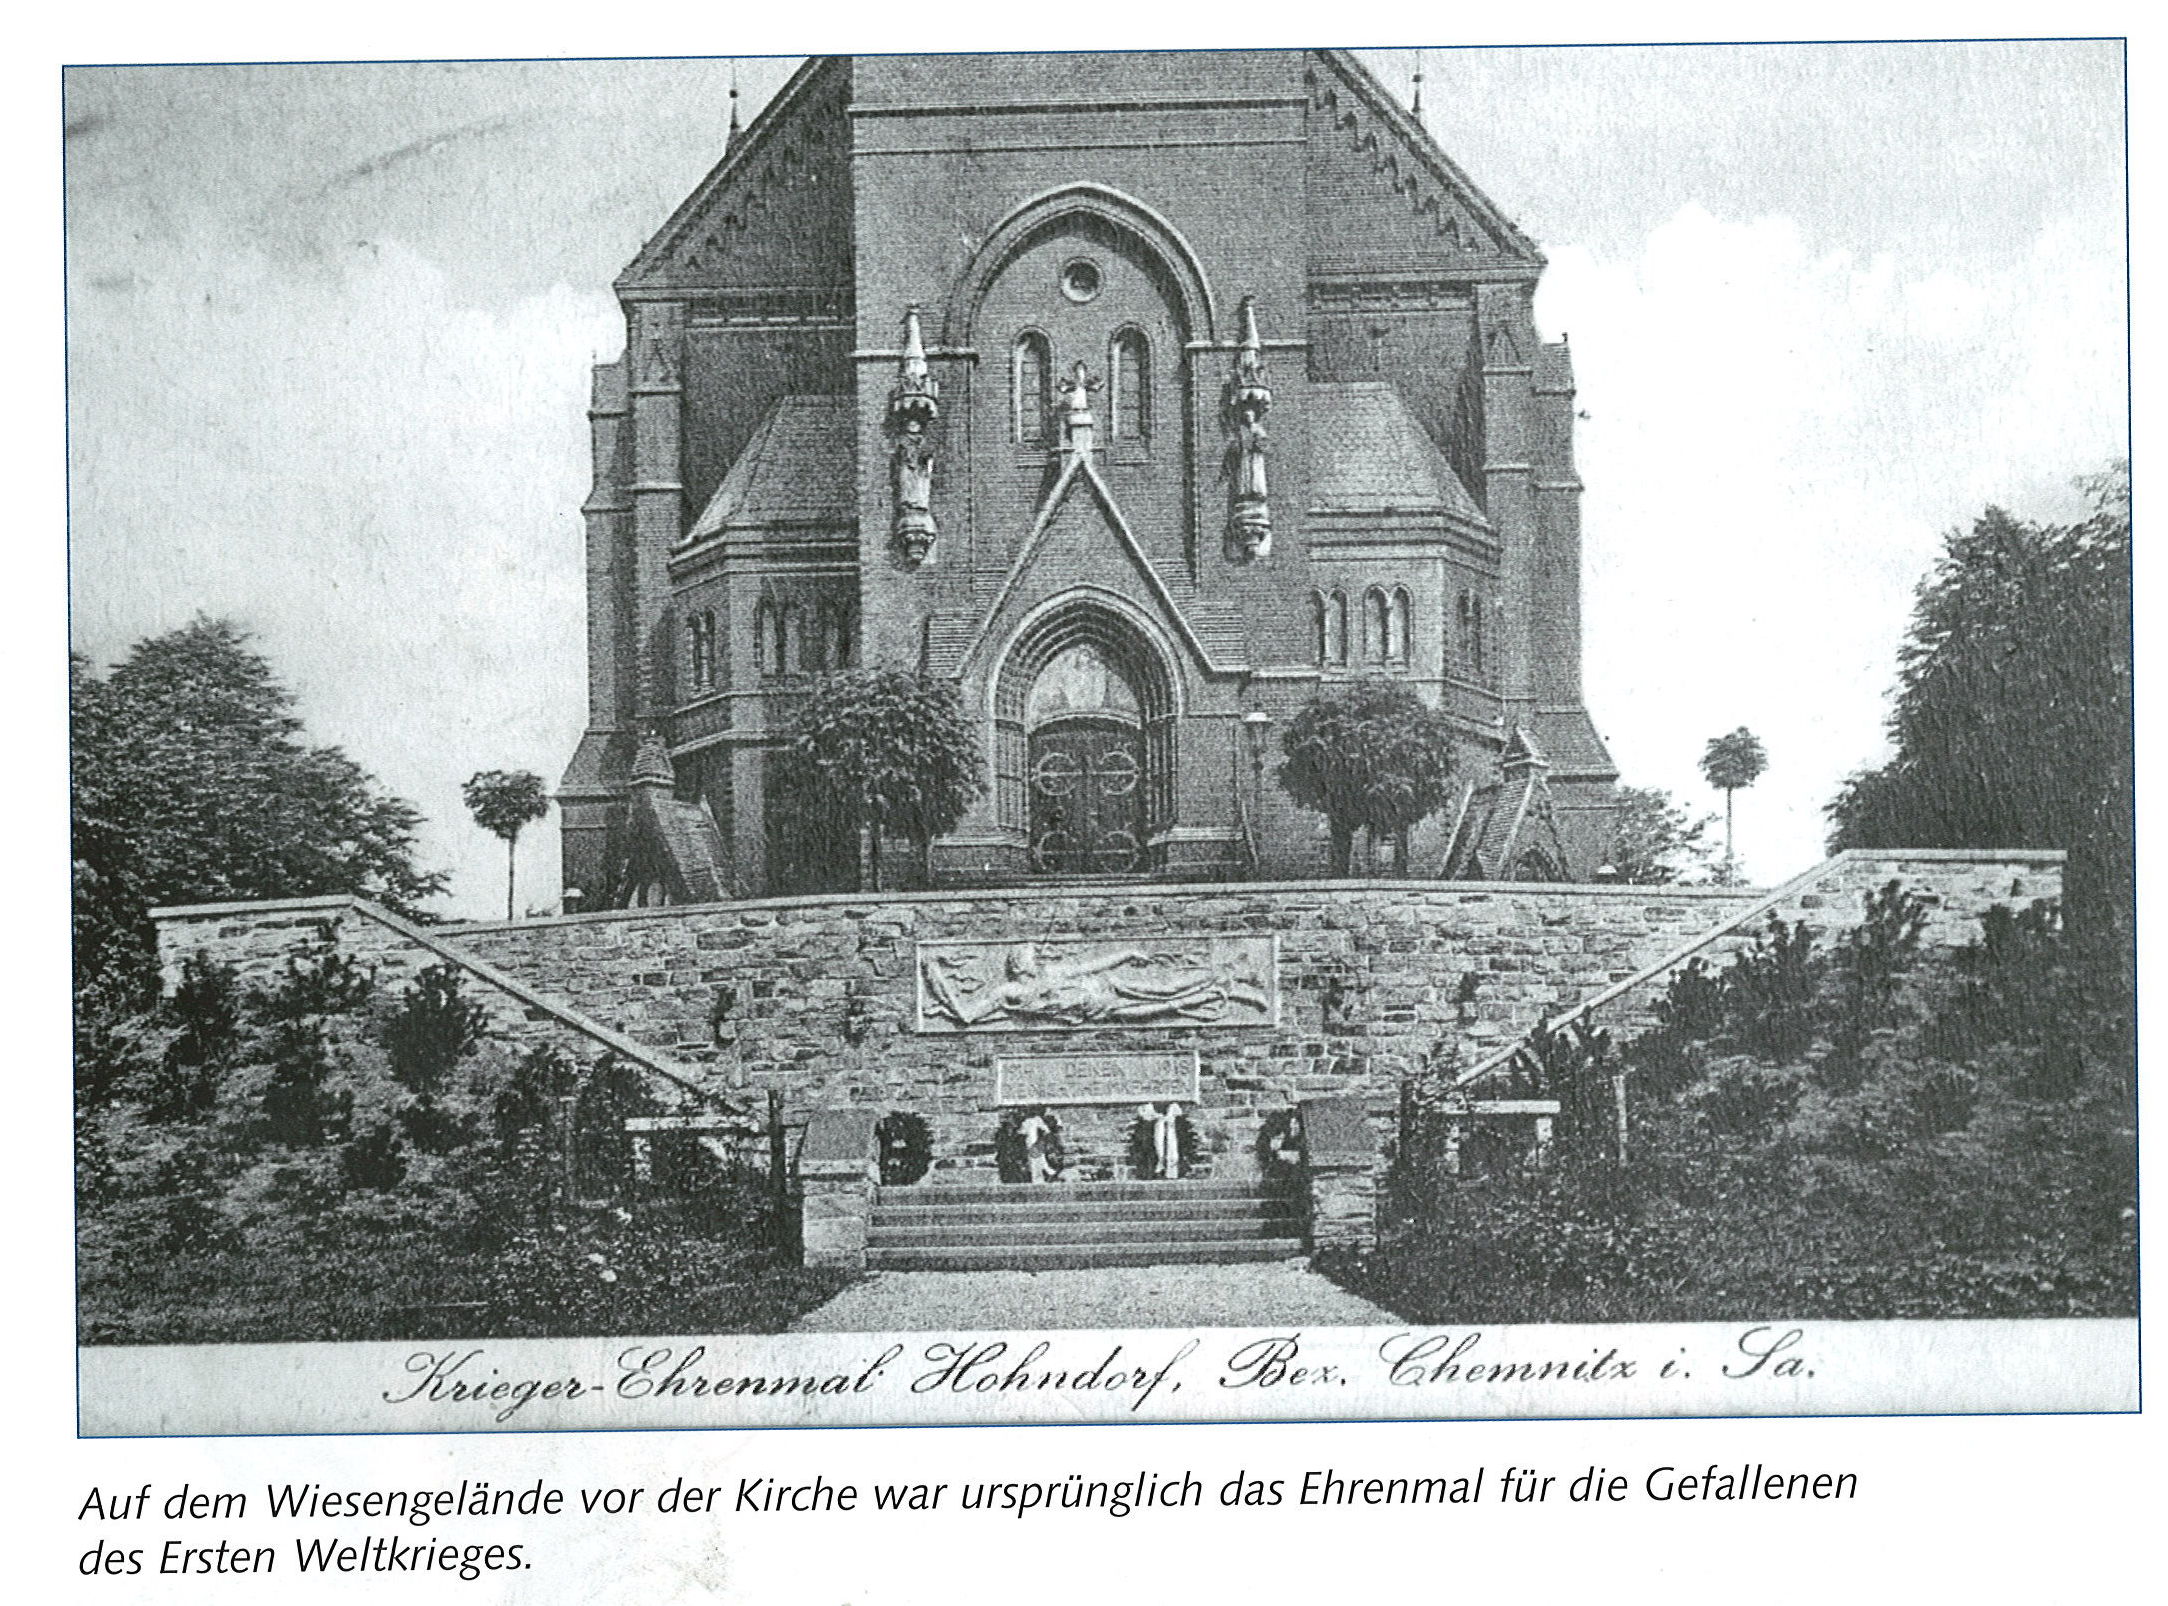 DENEN
Krieger-Ehrenmal Hohndorf, Bez. Chemnitz i. Sa.
Auf dem Wiesengelände vor der Kirche war ursprünglich das Ehrenmal für die Gefallenen
des Ersten Weltkrieges.